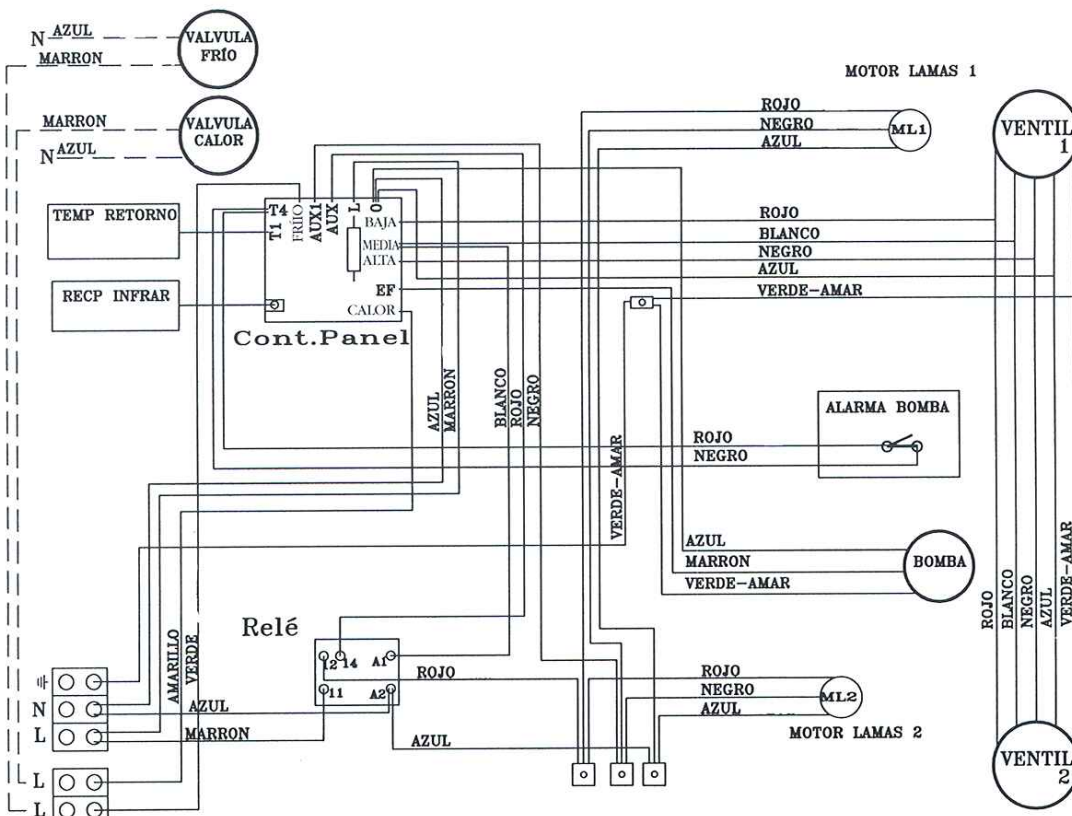 N AZUL
MARRON
VALVULA
FRÍO
MARRON
N AZUL
VALVULA
CALOR
MOTOR LAMAS 1
ROJO
NEGRO
AZUL
ML1
VENTIL
1
TEMP RETORNO
RECP INFRAR
T4
T1
FRÍIO
AUX1
AUX
L
0
BAJA
MEDIA
ALTA
EF
CALOR
Cont.Panel
ROJO
BLANCO
NEGRO
AZUL
VERDE-AMAR
AZUL
MARRON
BLANCO
ROJO
NEGRO
VERDE-AMAR
ALARMA BOMBA
ROJO
NEGRO
AZUL
MARRON
VERDE-AMAR
BOMBA
ROJO
BLANCO
NEGRO
AZUL
VERDE-AMAR
Relé
12
14
A1
11
A2
ROJO
AMARILLO
VERDE
N
L
AZUL
MARRON
AZUL
L
L
ROJO
NEGRO
AZUL
ML2
MOTOR LAMAS 2
VENTIL
2